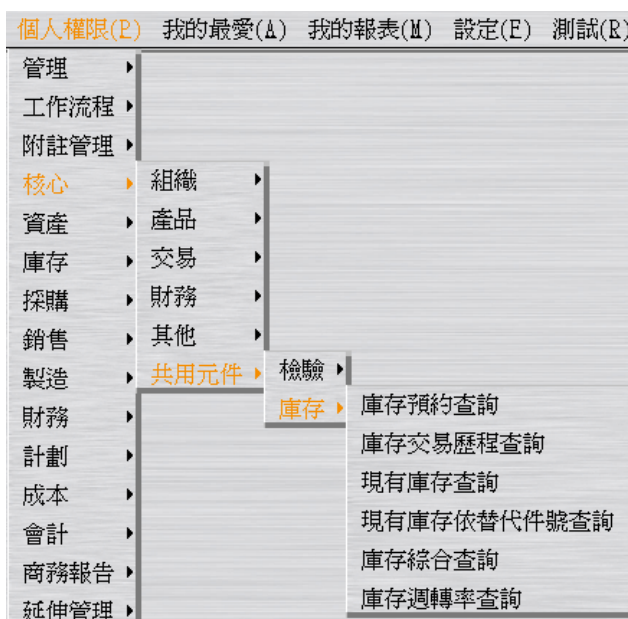 個人權限(P) 我的最愛(A) 我的報表(M) 設定(E) 測試(R)
管理
工作流程
附註管理
核心
資產
庫存
採購
銷售
製造
財務
計劃
成本
會計
商務報告
延伸管理
組織
產品
交易
財務
其他
共用元件
檢驗
庫存
庫存預約查詢
庫存交易歷程查詢
現有庫存查詢
現有庫存依替代件號查詢
庫存綜合查詢
庫存週轉率查詢